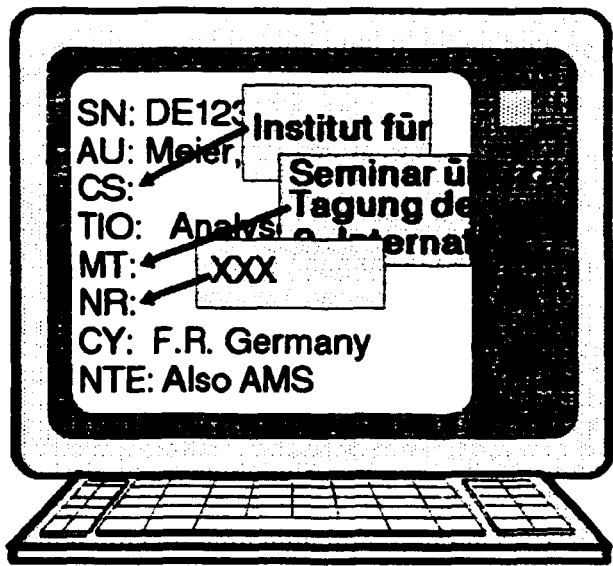 SN: DE123
Institut für
AU: Meier,
Seminar ü
CS:
Tagung de
TIO: Analysi
Internat
MT:
XXX
NR:
CY: F.R. Germany
NTE: Also AMS